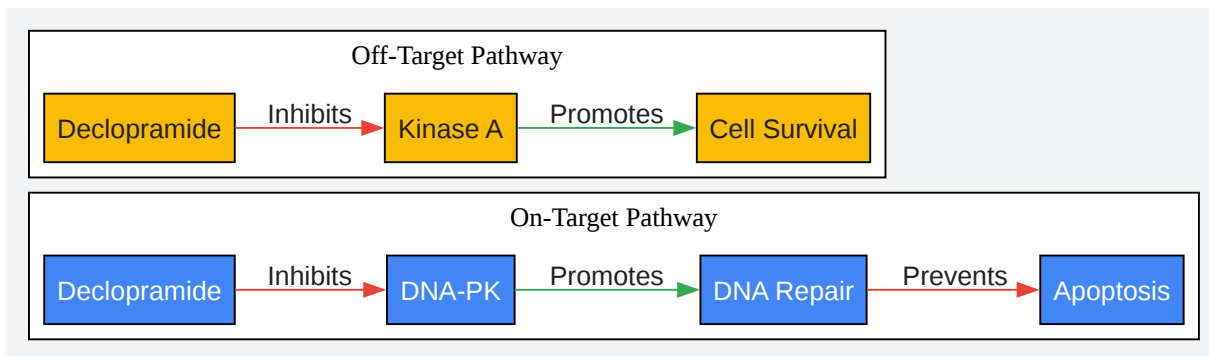 Off-Target Pathway
Declopramide Inhibits Kinase A Promotes Cell Survival
On-Target Pathway
Declopramide Inhibits DNA-PK Promotes DNA Repair Prevents Apoptosis